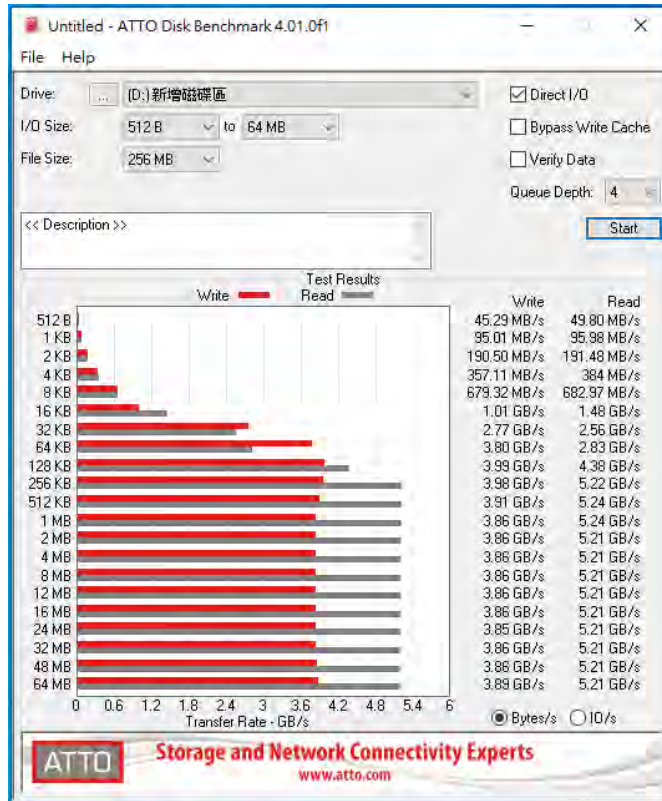 Untitled - ATTO Disk Benchmark 4.01.0f1
File Help
Drive: ... (D:)新增磁碟區 Direct I/O
I/O Size: 512 B to 64 MB Bypass Write Cache
File Size: 256 MB Verify Data
Queue Depth: 4
<< Description >> Start
Test Results
Write Read Write Read
512 B 45.29 MB/s 49.80 MB/s
1 KB 95.01 MB/s 95.98 MB/s
2 KB 190.50 MB/s 191.48 MB/s
4 KB 357.11 MB/s 384 MB/s
8 KB 679.32 MB/s 682.97 MB/s
16 KB 1.01 GB/s 1.48 GB/s
32 KB 2.77 GB/s 2.56 GB/s
64 KB 3.80 GB/s 2.83 GB/s
128 KB 3.99 GB/s 4.38 GB/s
256 KB 3.98 GB/s 5.22 GB/s
512 KB 3.91 GB/s 5.24 GB/s
1 MB 3.86 GB/s 5.24 GB/s
2 MB 3.86 GB/s 5.21 GB/s
4 MB 3.86 GB/s 5.21 GB/s
8 MB 3.86 GB/s 5.21 GB/s
12 MB 3.86 GB/s 5.21 GB/s
16 MB 3.86 GB/s 5.21 GB/s
24 MB 3.85 GB/s 5.21 GB/s
32 MB 3.86 GB/s 5.21 GB/s
48 MB 3.86 GB/s 5.21 GB/s
64 MB 3.89 GB/s 5.21 GB/s
0 0.6 1.2 1.8 2.4 3 3.6 4.2 4.8 5.4 6
Transfer Rate - GB/s Bytes/s IO/s
ATTO Storage and Network Connectivity Experts
www.atto.com